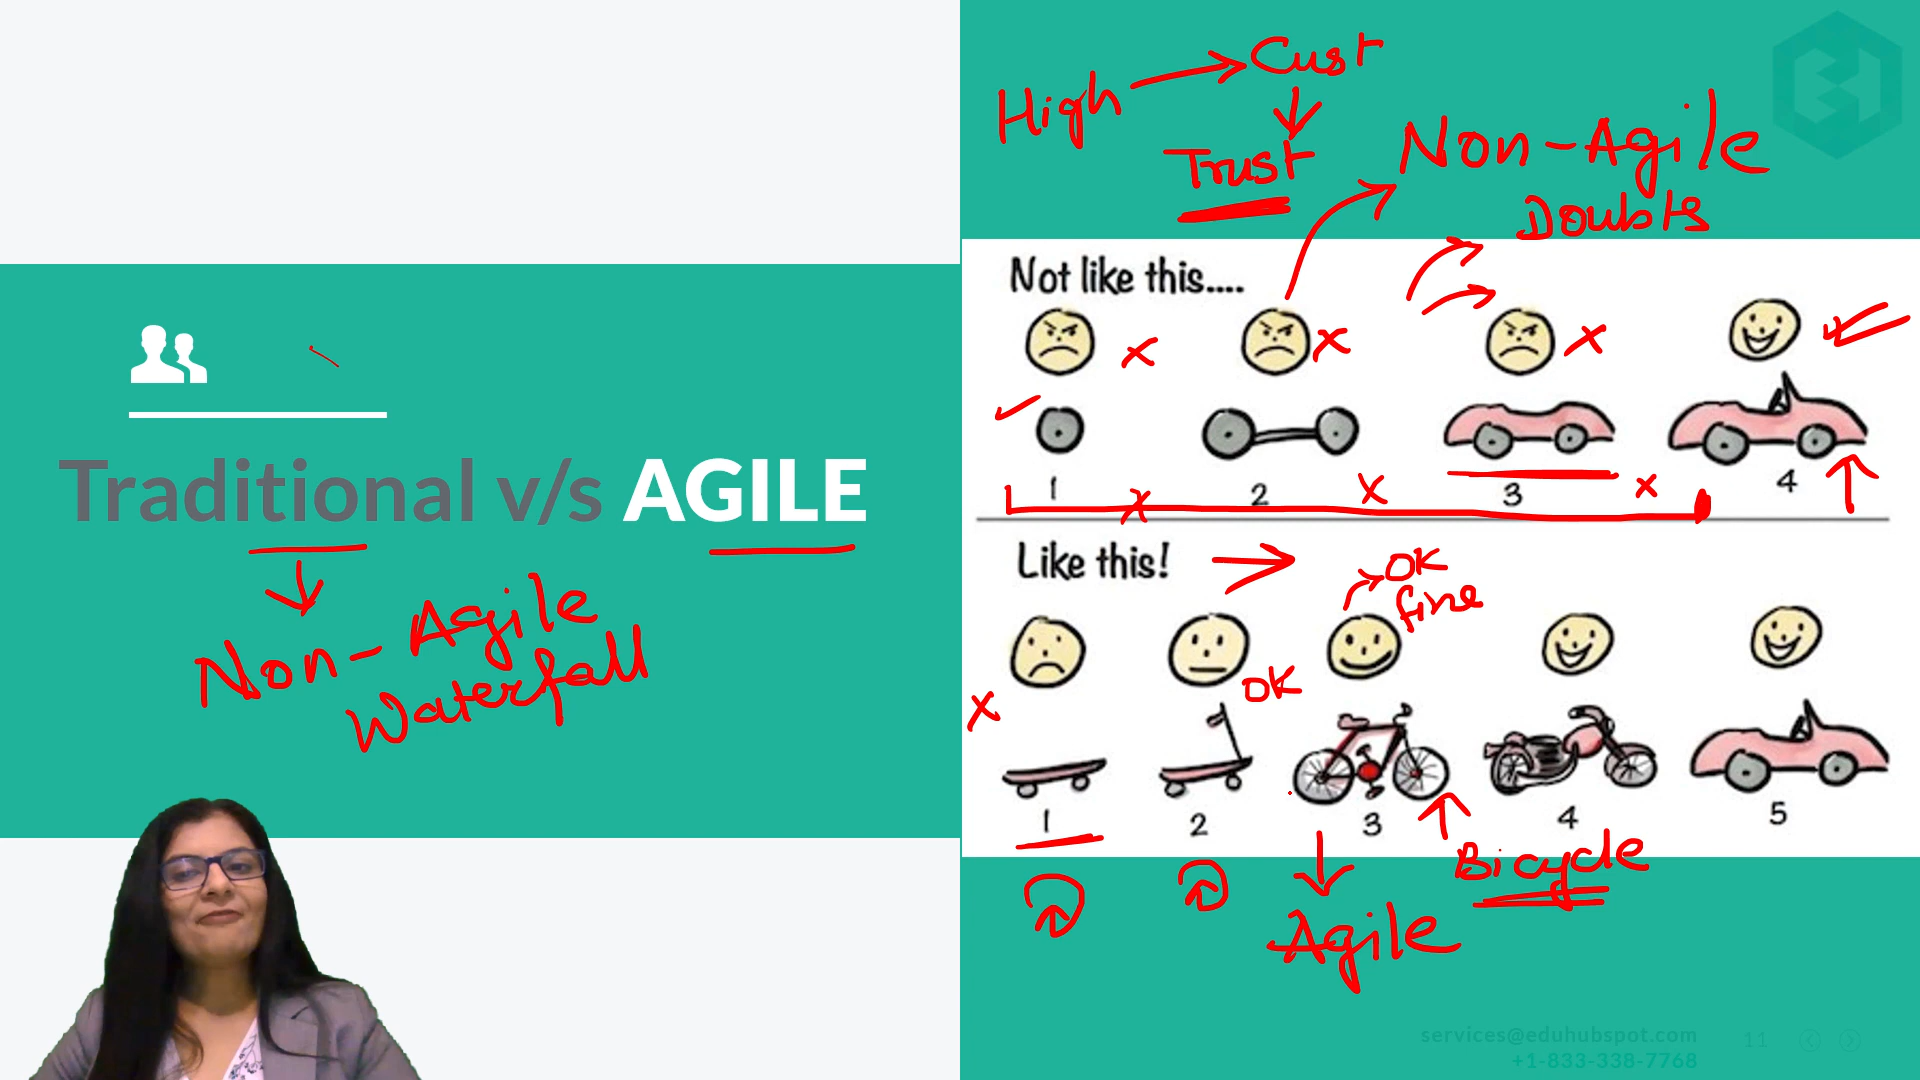 Traditional v/s AGILE
Non-Agile
Waterfall
High
Cust
Trust
Non-Agile
Doubts
Not like this....
1
2
3
4
Like this!
OK
fine
OK
1
2
3
4
5
Bicycle
Agile
services@eduhubspot.com
+1-833-338-7768
11